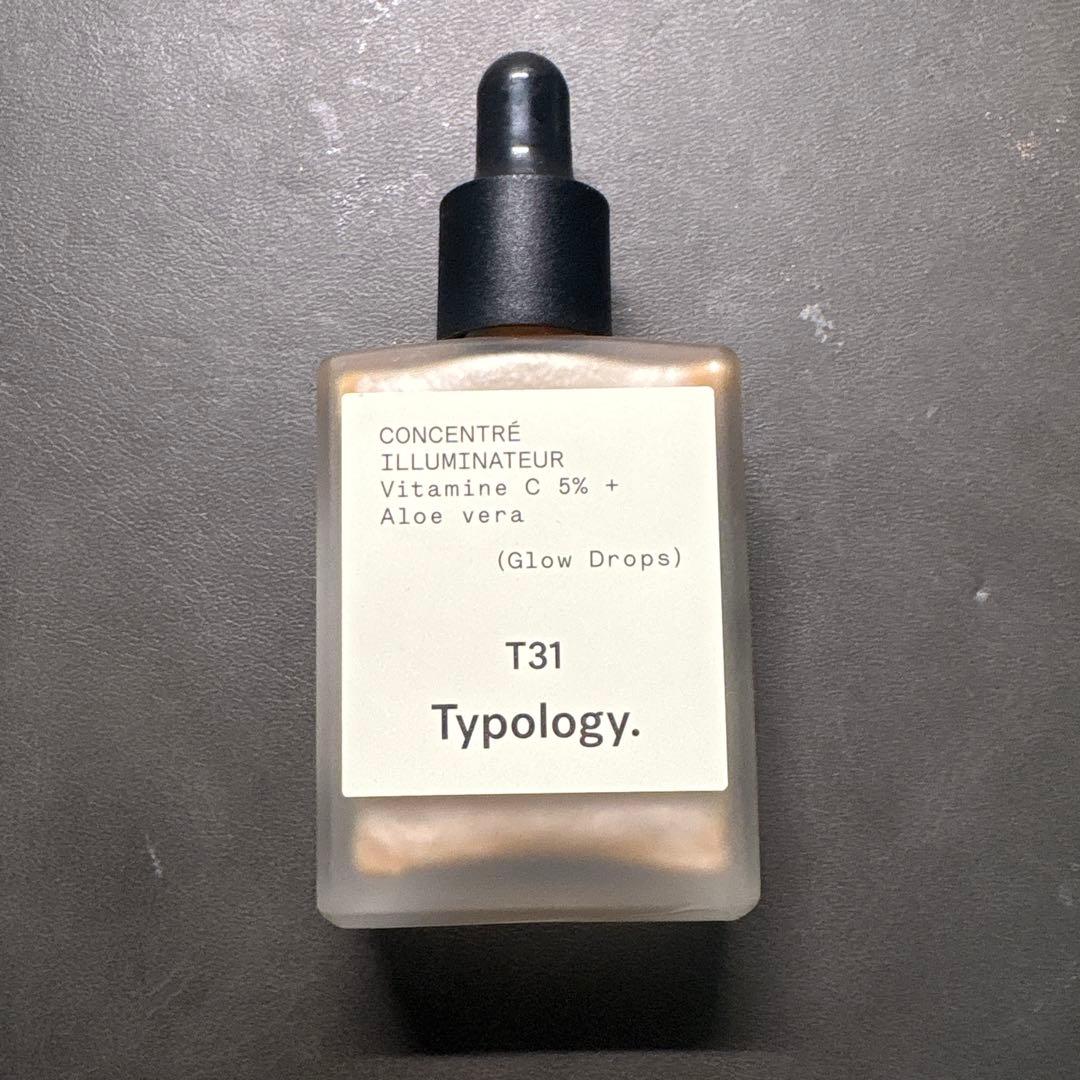 CONCENTRÉ
ILLUMINATEUR
Vitamine C 5% +
Aloe vera
(Glow Drops)
T31
Typology.